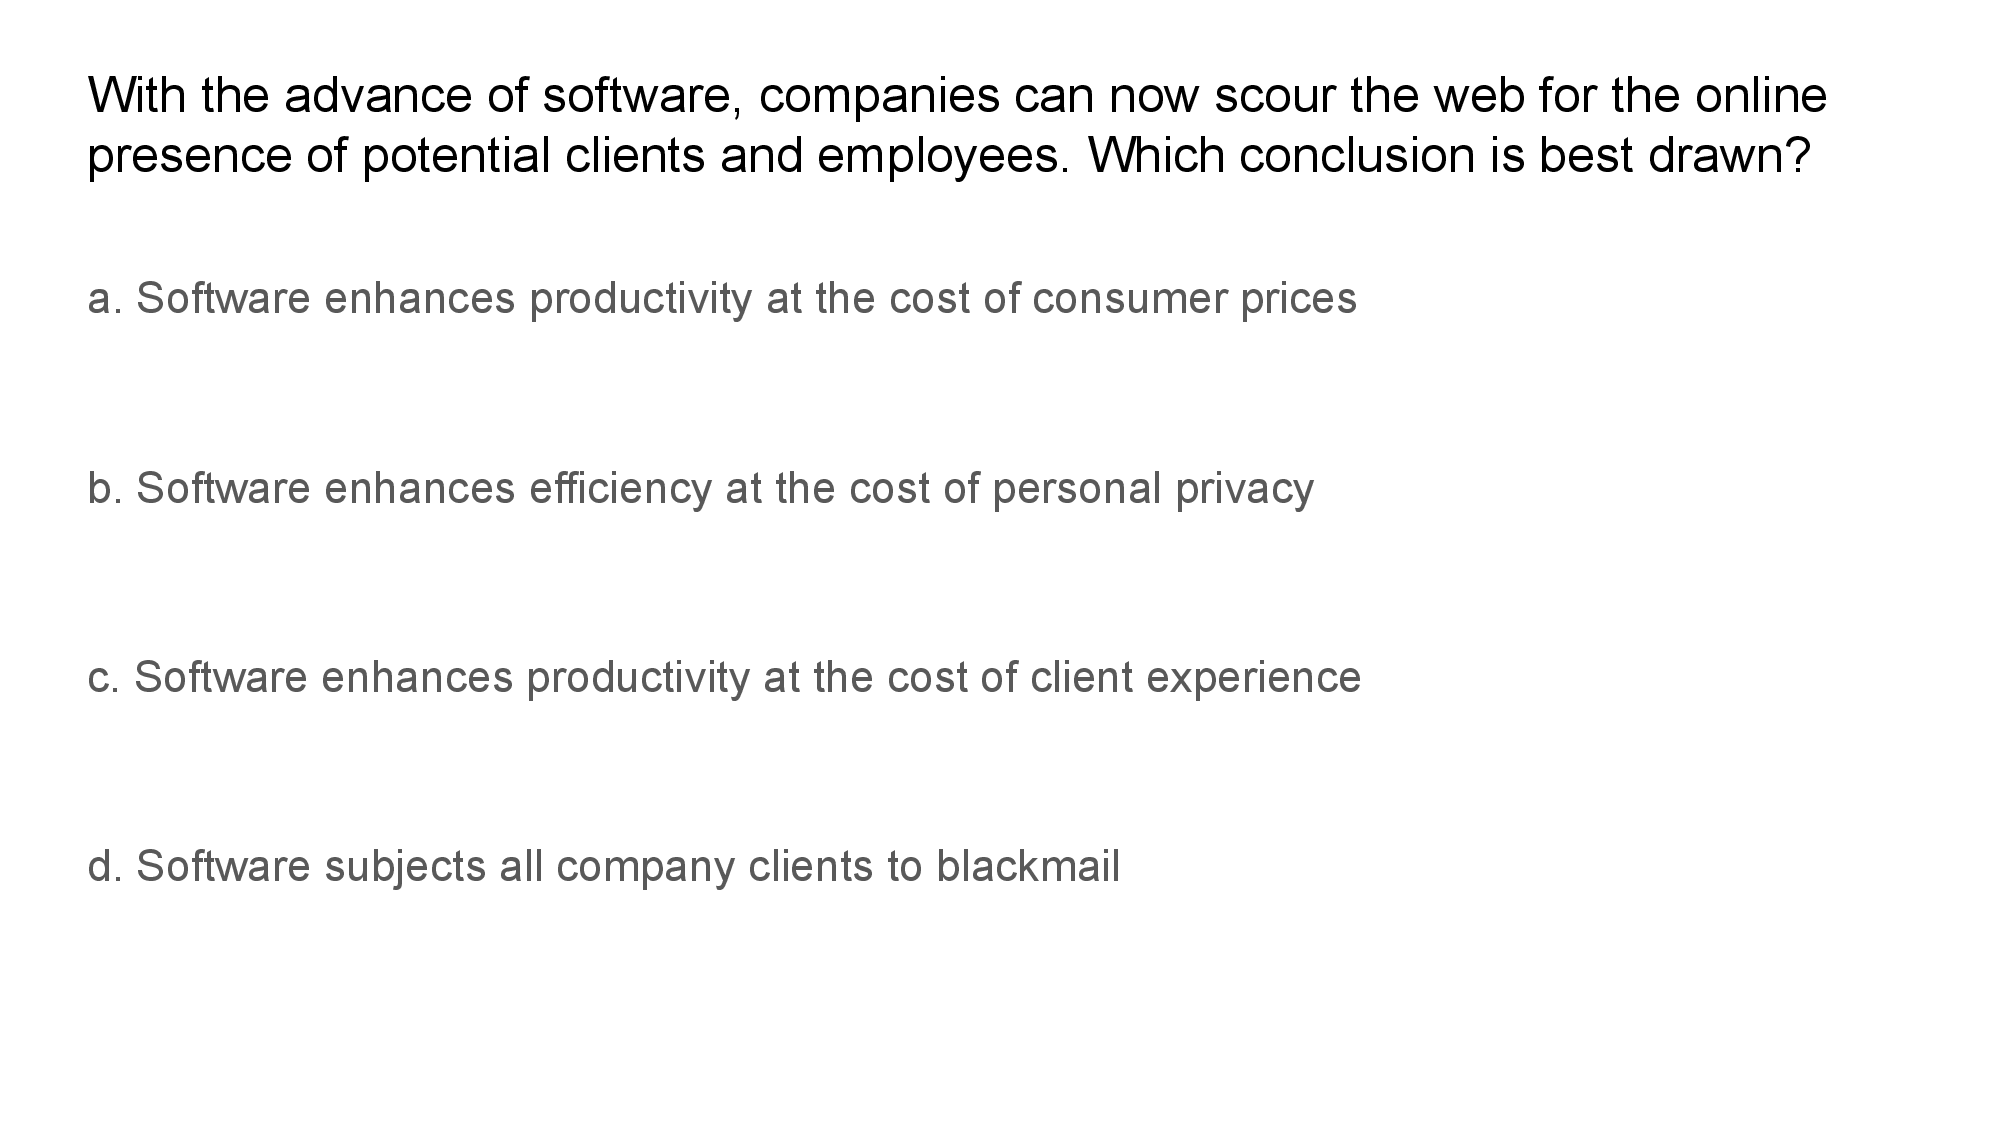 With the advance of software, companies can now scour the web for the online
presence of potential clients and employees. Which conclusion is best drawn?
a. Software enhances productivity at the cost of consumer prices
b. Software enhances efficiency at the cost of personal privacy
c. Software enhances productivity at the cost of client experience
d. Software subjects all company clients to blackmail